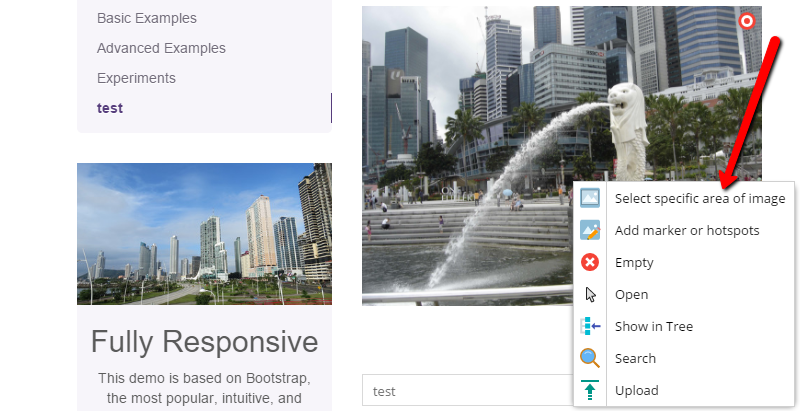 Basic Examples
Advanced Examples
Experiments
test
Fully Responsive
This demo is based on Bootstrap,
the most popular, intuitive, and
Select specific area of image
Add marker or hotspots
Empty
Open
Show in Tree
Search
Upload
test